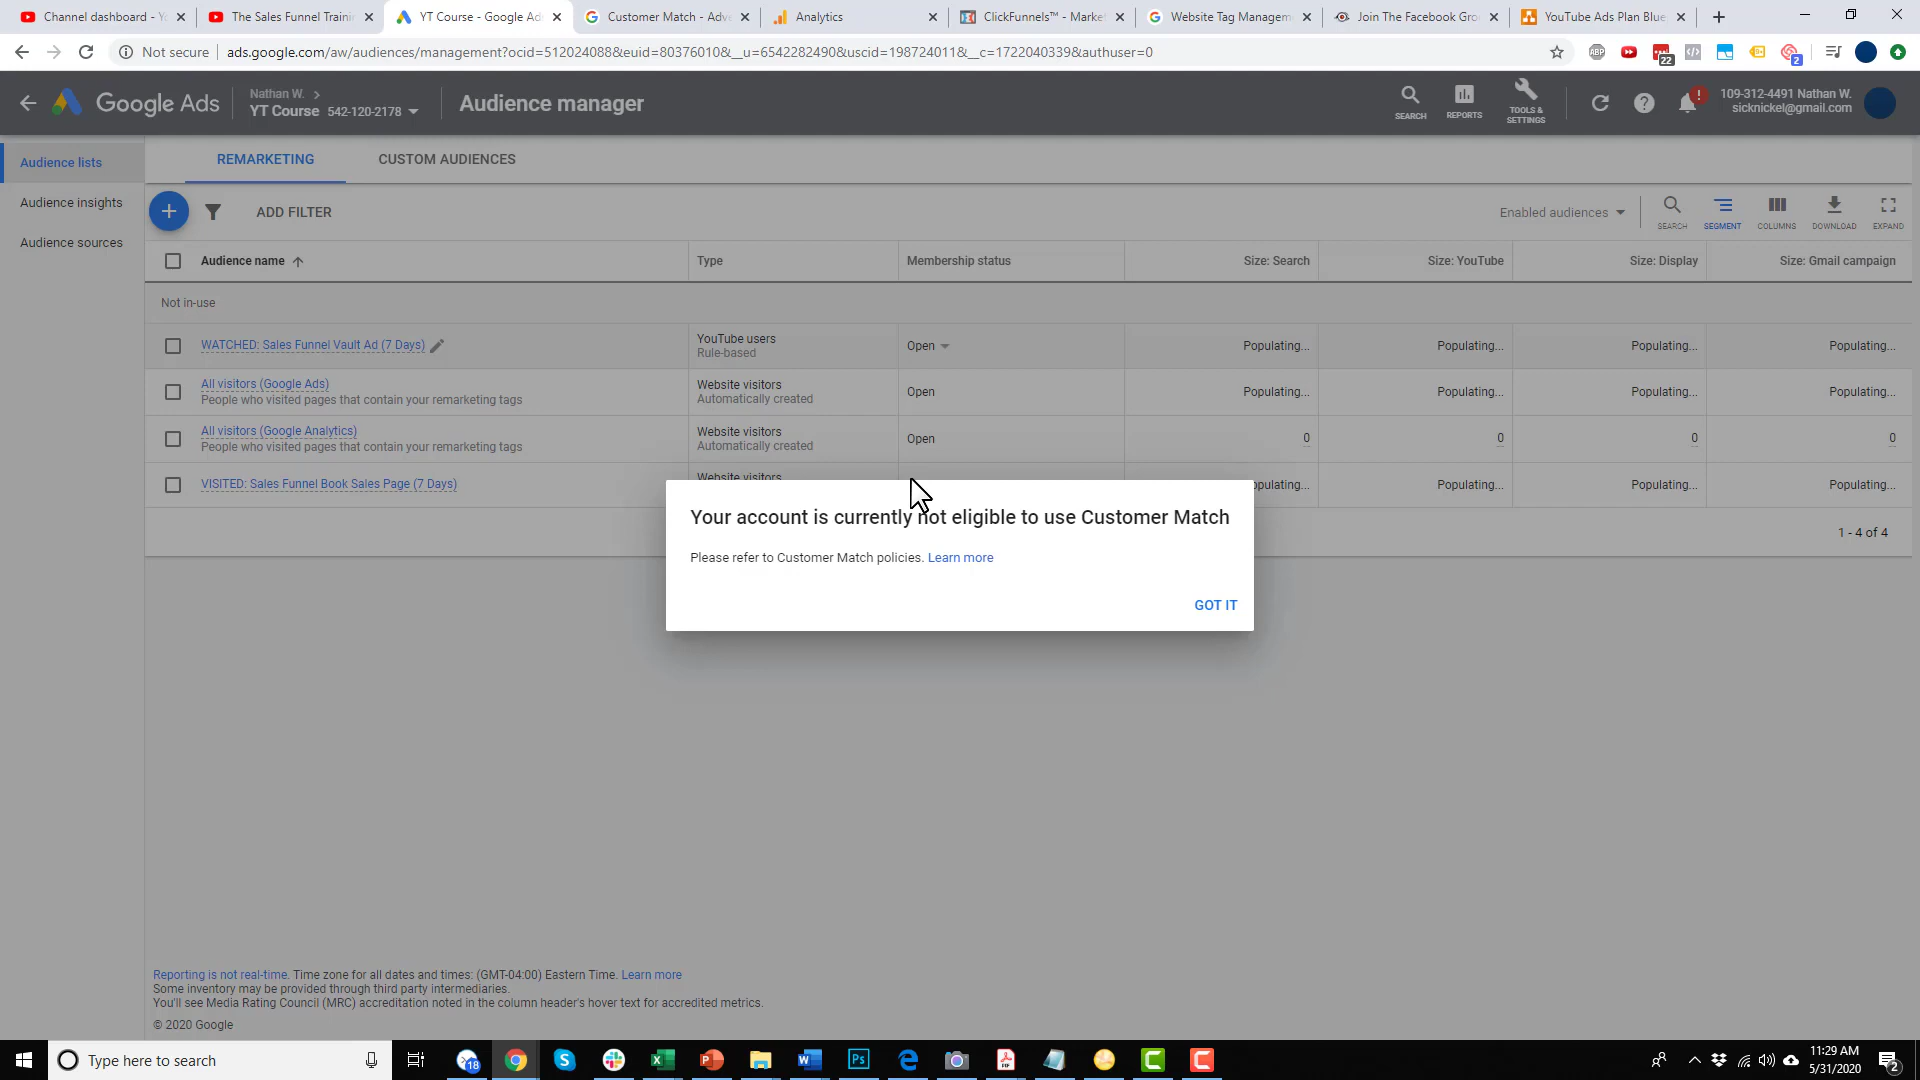 Channel dashboard - Y
The Sales Funnel Traini
YT Course - Google Ad
Customer Match - Adv
Analytics
ClickFunnels™ - Marke
Website Tag Managem
Join The Facebook Gro
YouTube Ads Plan Blue
Not secure
ads.google.com/aw/audiences/management?ocid=512024088&euid=80376010&__u=6542282490&uscid=198724011&__c=1722040339&authuser=0
ABP
22
2
Google Ads
Nathan W.
YT Course 542-120-2178
Audience manager
SEARCH
REPORTS
TOOLS & SETTINGS
109-312-4491 Nathan W.
sicknickel@gmail.com
Audience lists
Audience insights
Audience sources
REMARKETING
CUSTOM AUDIENCES
ADD FILTER
Enabled audiences
SEARCH
SEGMENT
COLUMNS
DOWNLOAD
EXPAND
Audience name Type Membership status Size: Search Size: YouTube Size: Display Size: Gmail campaign
Not in-use
WATCHED: Sales Funnel Vault Ad (7 Days)
YouTube users
Rule-based
Open Populating... Populating... Populating... Populating...
All visitors (Google Ads)
People who visited pages that contain your remarketing tags
Website visitors
Automatically created
Open Populating... Populating... Populating... Populating...
All visitors (Google Analytics)
People who visited pages that contain your remarketing tags
Website visitors
Automatically created
Open 0 0 0 0
VISITED: Sales Funnel Book Sales Page (7 Days)
Website visitors
opulating... Populating... Populating... Populating...
1 - 4 of 4
Your account is currently not eligible to use Customer Match
Please refer to Customer Match policies. Learn more
GOT IT
Reporting is not real-time. Time zone for all dates and times: (GMT-04:00) Eastern Time. Learn more
Some inventory may be provided through third party intermediaries.
You'll see Media Rating Council (MRC) accreditation noted in the column header's hover text for accredited metrics.
© 2020 Google
Type here to search
18
11:29 AM
5/31/2020
2